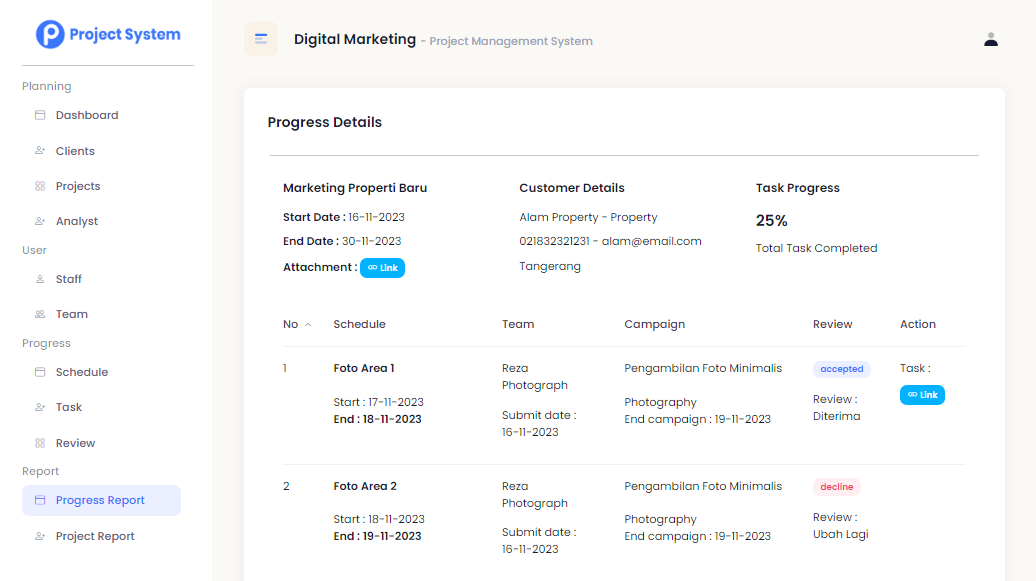 Project System
Planning
Dashboard
Clients
Projects
Analyst
User
Staff
Team
Progress
Schedule
Task
Review
Report
Progress Report
Project Report
Digital Marketing - Project Management System
Progress Details
Marketing Properti Baru
Start Date : 16-11-2023
End Date : 30-11-2023
Attachment : Link
Customer Details
Alam Property - Property
021832321231 - alam@email.com
Tangerang
Task Progress
25%
Total Task Completed
No Schedule Team Campaign Review Action
1
Foto Area 1
Start : 17-11-2023
End : 18-11-2023
Reza
Photograph
Submit date :
16-11-2023
Pengambilan Foto Minimalis
Photography
End campaign : 19-11-2023
accepted
Review :
Diterima
Task :
Link
2
Foto Area 2
Start : 18-11-2023
End : 19-11-2023
Reza
Photograph
Submit date :
16-11-2023
Pengambilan Foto Minimalis
Photography
End campaign : 19-11-2023
decline
Review :
Ubah Lagi